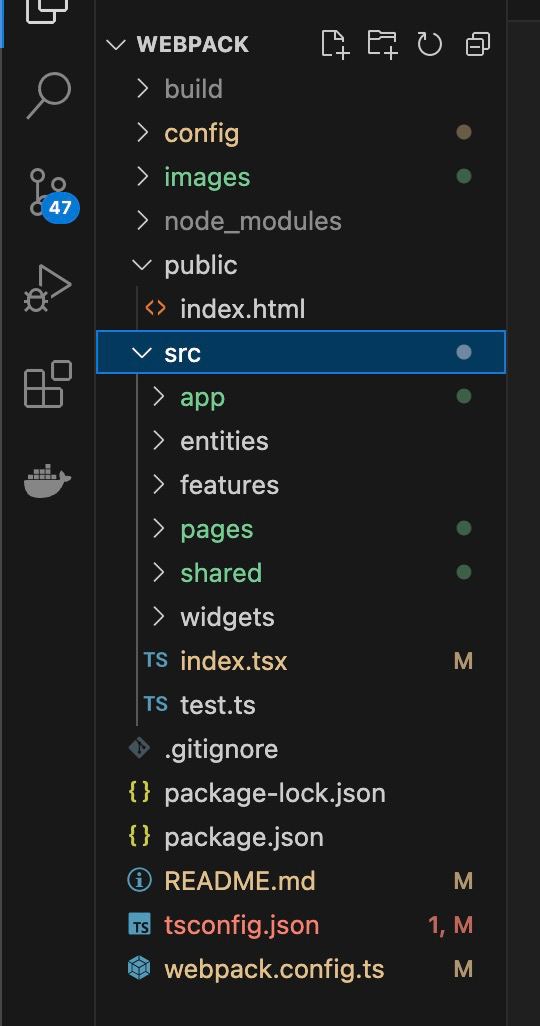 WEBPACK
build
config
images
node_modules
47
public
index.html
src
app
entities
features
pages
shared
widgets
TS index.tsx M
TS test.ts
.gitignore
{} package-lock.json
{} package.json
README.md M
TS tsconfig.json 1, M
webpack.config.ts M